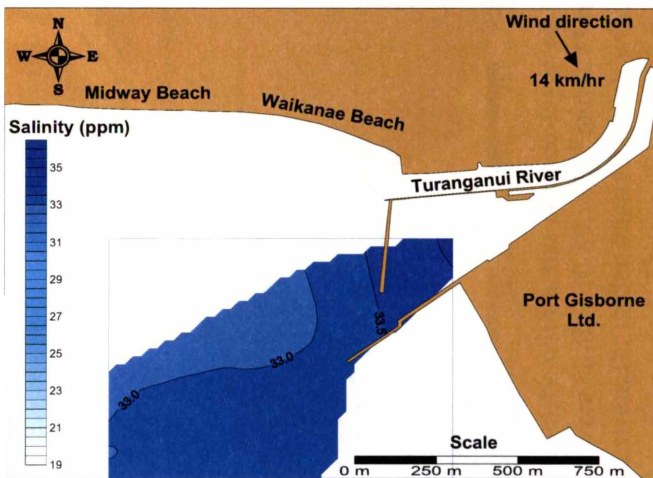 N
W E
S
Wind direction
14 km/hr
Midway Beach
Waikanae Beach
Salinity (ppm)
35
33
31
29
27
25
23
21
19
Turanganui River
Port Gisborne
Ltd.
33.5
33.0
33.0
Scale
0 m 250 m 500 m 750 m